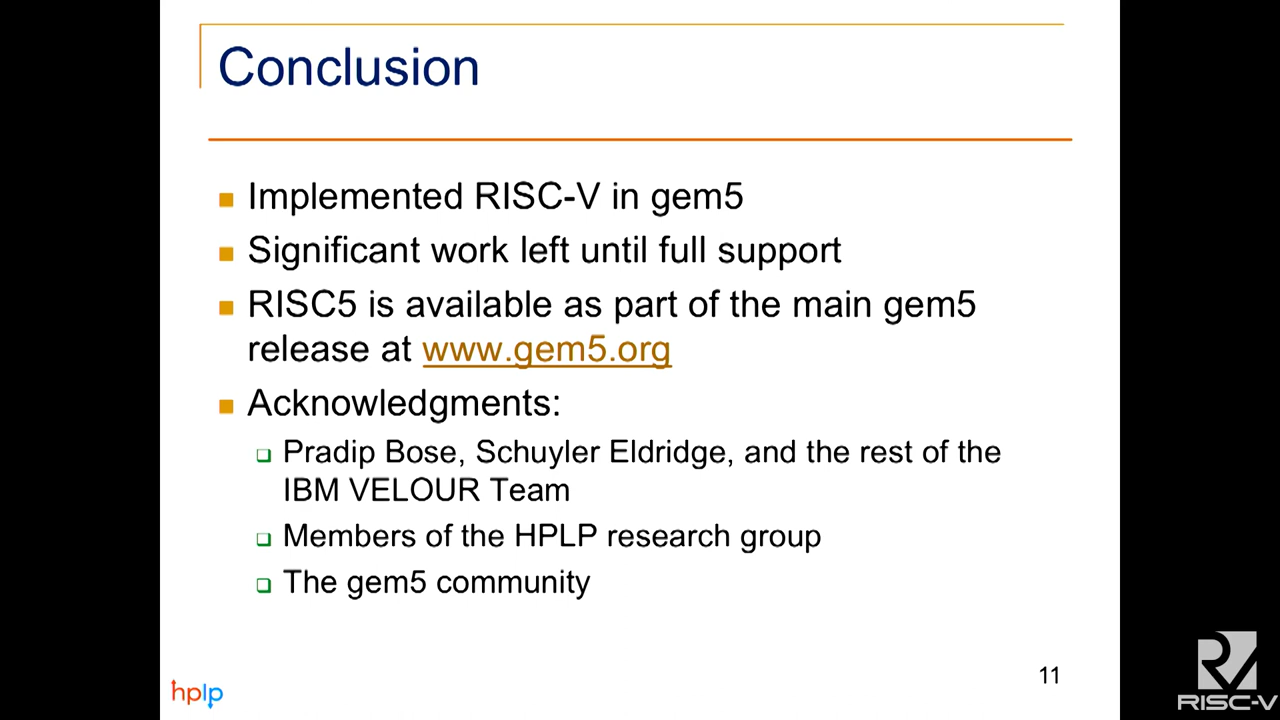 Conclusion
Implemented RISC-V in gem5
Significant work left until full support
RISC5 is available as part of the main gem5
release at www.gem5.org
Acknowledgments:
Pradip Bose, Schuyler Eldridge, and the rest of the
IBM VELOUR Team
Members of the HPLP research group
The gem5 community
11
hplp
RISC-V